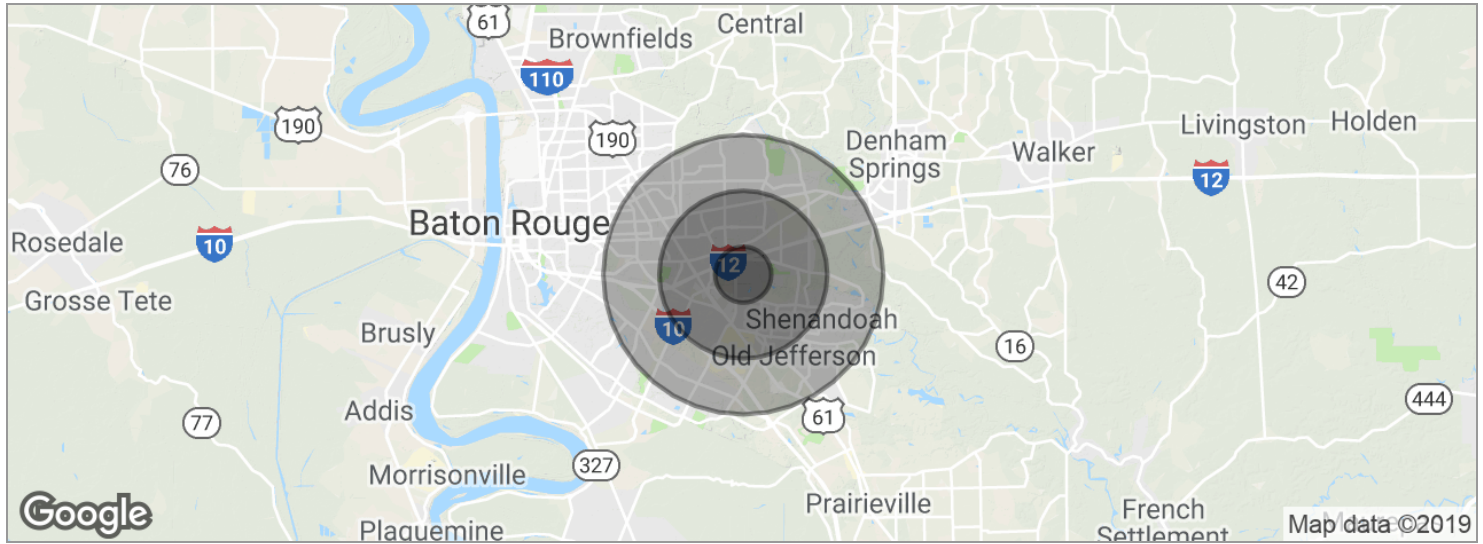 61
Central
Brownfields
110
190
190
Denham
Springs
Livingston
Holden
Walker
76
12
Baton Rouge
Rosedale
10
12
42
Grosse Tete
Shenandoah
Brusly
10
16
Old Jefferson
Addis
61
444
77
Morrisonville
327
Prairieville
French
Settlement
Google
Plaquemine
Map data ©2019